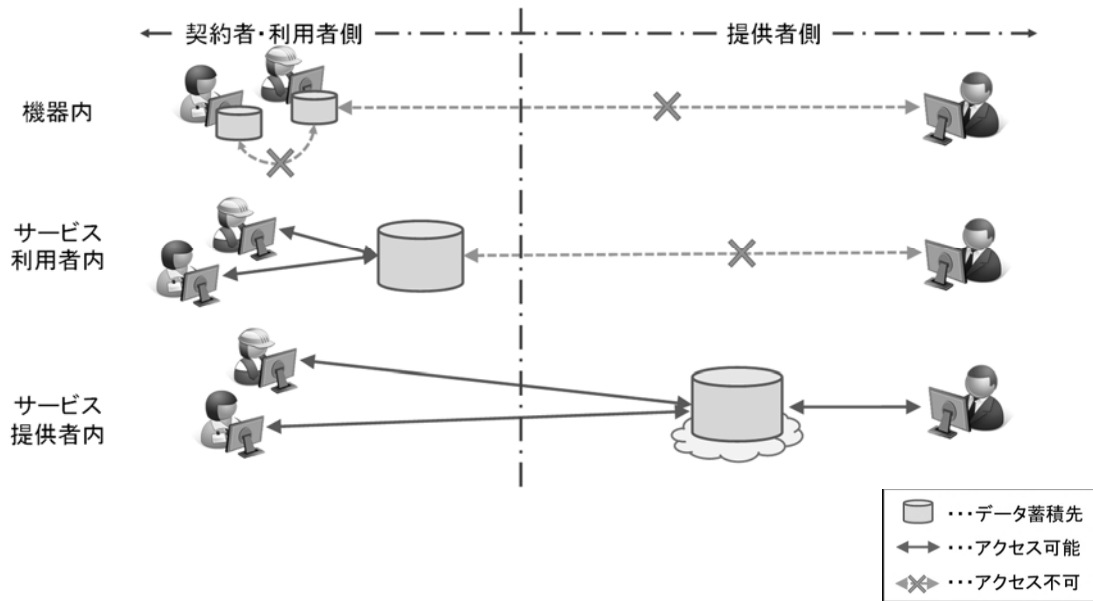 契約者・利用者側
提供者側
機器内
サービス
利用者内
サービス
提供者内
・・・データ蓄積先
・・・アクセス可能
・・・アクセス不可